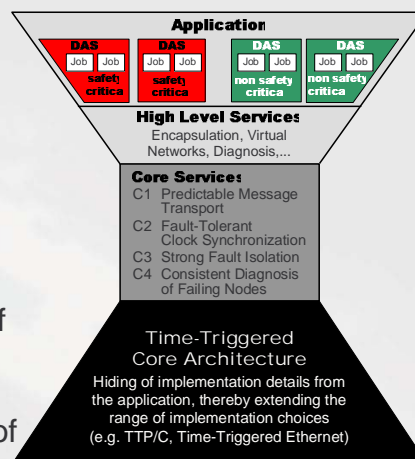 Application
DAS DAS DAS DAS
Job Job Job Job Job Job Job Job
safety critica safety critica non safety critica non safety critica
High Level Services
Encapsulation, Virtual
Networks, Diagnosis,...
Core Services
C1 Predictable Message
Transport
C2 Fault-Tolerant
Clock Synchronization
C3 Strong Fault Isolation
C4 Consistent Diagnosis
of Failing Nodes
f
Time-Triggered
Core Architecture
Hiding of implementation details from
the application, thereby extending the
range of implementation choices
of
(e.g. TTP/C, Time-Triggered Ethernet)